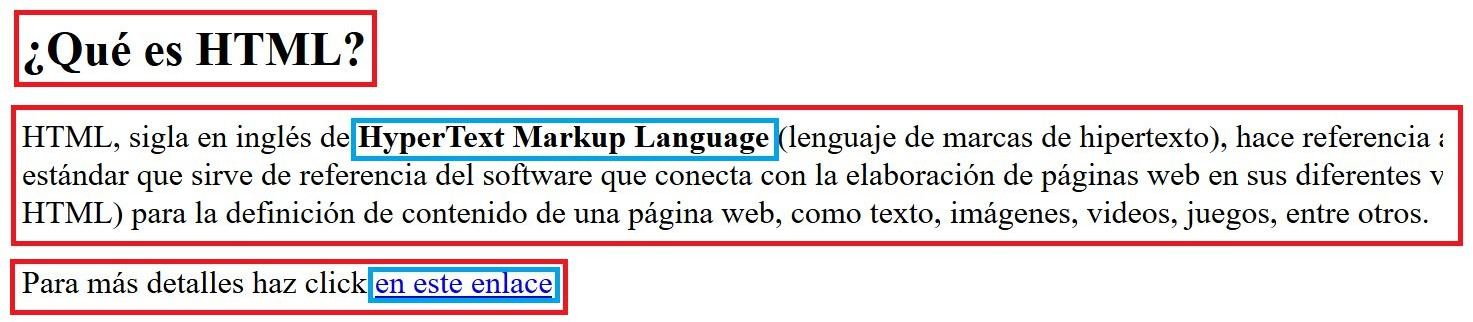 ¿Qué es HTML?
HTML, sigla en inglés de HyperText Markup Language (lenguaje de marcas de hipertexto), hace referencia
estándar que sirve de referencia del software que conecta con la elaboración de páginas web en sus diferentes
HTML) para la definición de contenido de una página web, como texto, imágenes, videos, juegos, entre otros.
Para más detalles haz click en este enlace